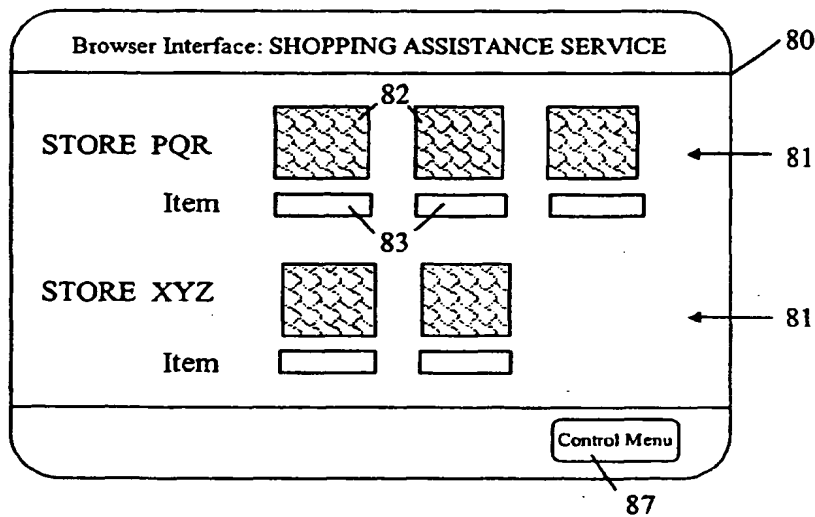 Browser Interface: SHOPPING ASSISTANCE SERVICE
80
82
STORE PQR
81
Item
83
STORE XYZ
81
Item
Control Menu
87